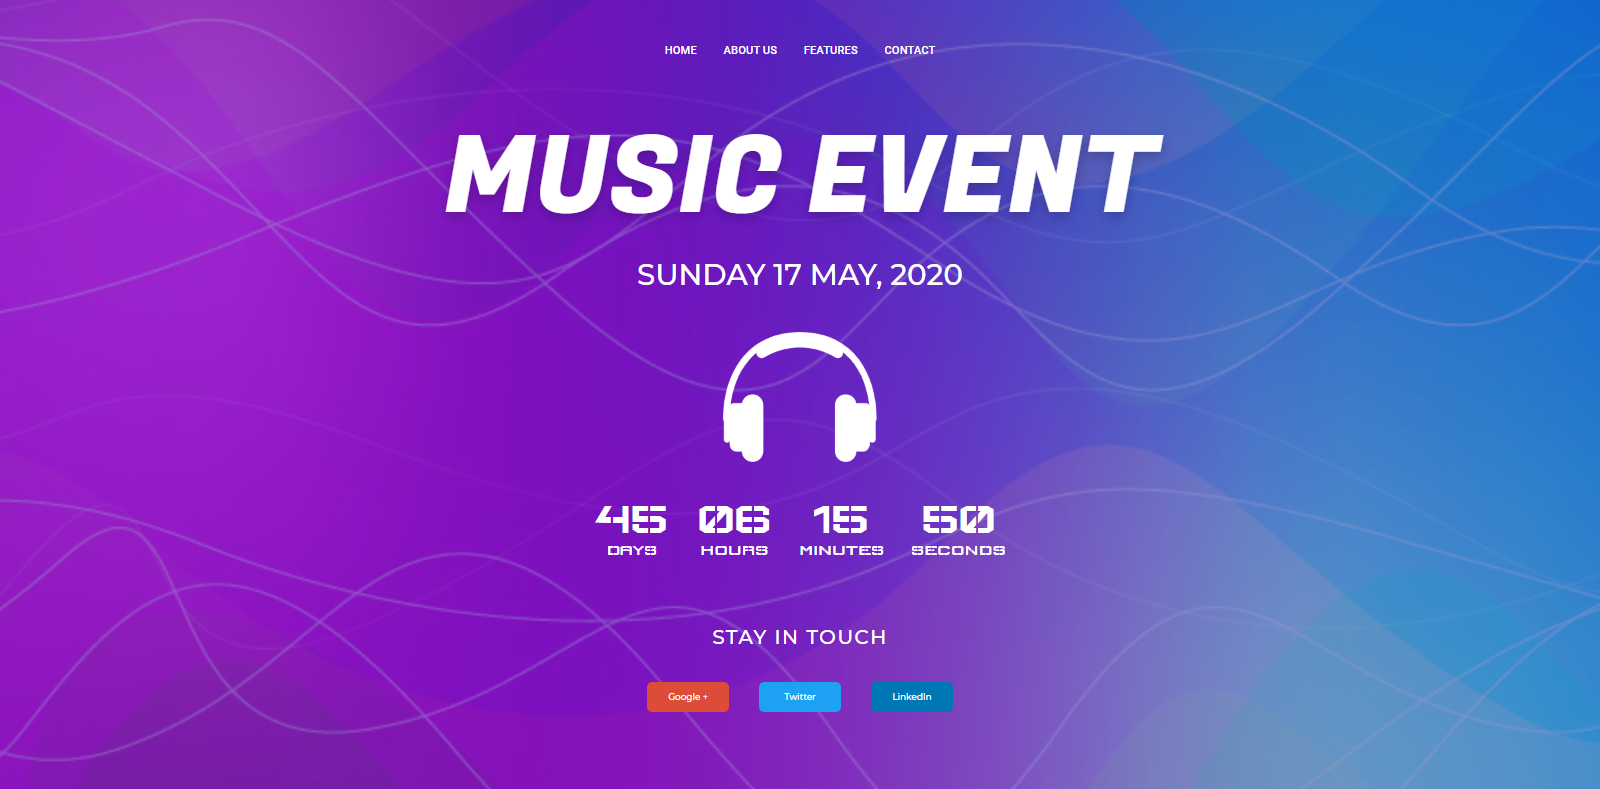 HOME ABOUT US FEATURES CONTACT
MUSIC EVENT
SUNDAY 17 MAY, 2020
45 06 15 50
DAYS HOURS MINUTES SECONDS
STAY IN TOUCH
Google + Twitter LinkedIn